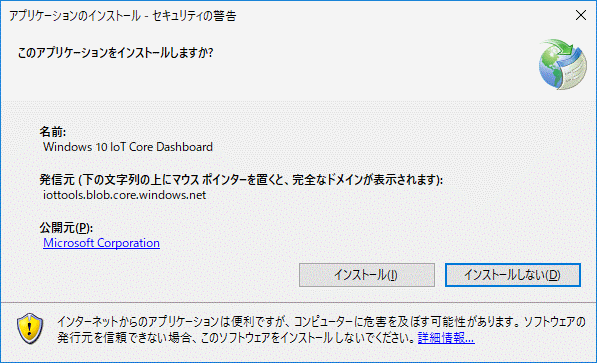 アプリケーションのインストール - セキュリティの警告
このアプリケーションをインストールしますか?
名前:
Windows 10 IoT Core Dashboard
発信元 (下の文字列の上にマウス ポインターを置くと、完全なドメインが表示されます):
iottools.blob.core.windows.net
公開元(P):
Microsoft Corporation
インストール(I)
インストールしない(D)
インターネットからのアプリケーションは便利ですが、コンピューターに危害を及ぼす可能性があります。ソフトウェアの
発行元を信頼できない場合、このソフトウェアをインストールしないでください。詳細情報...